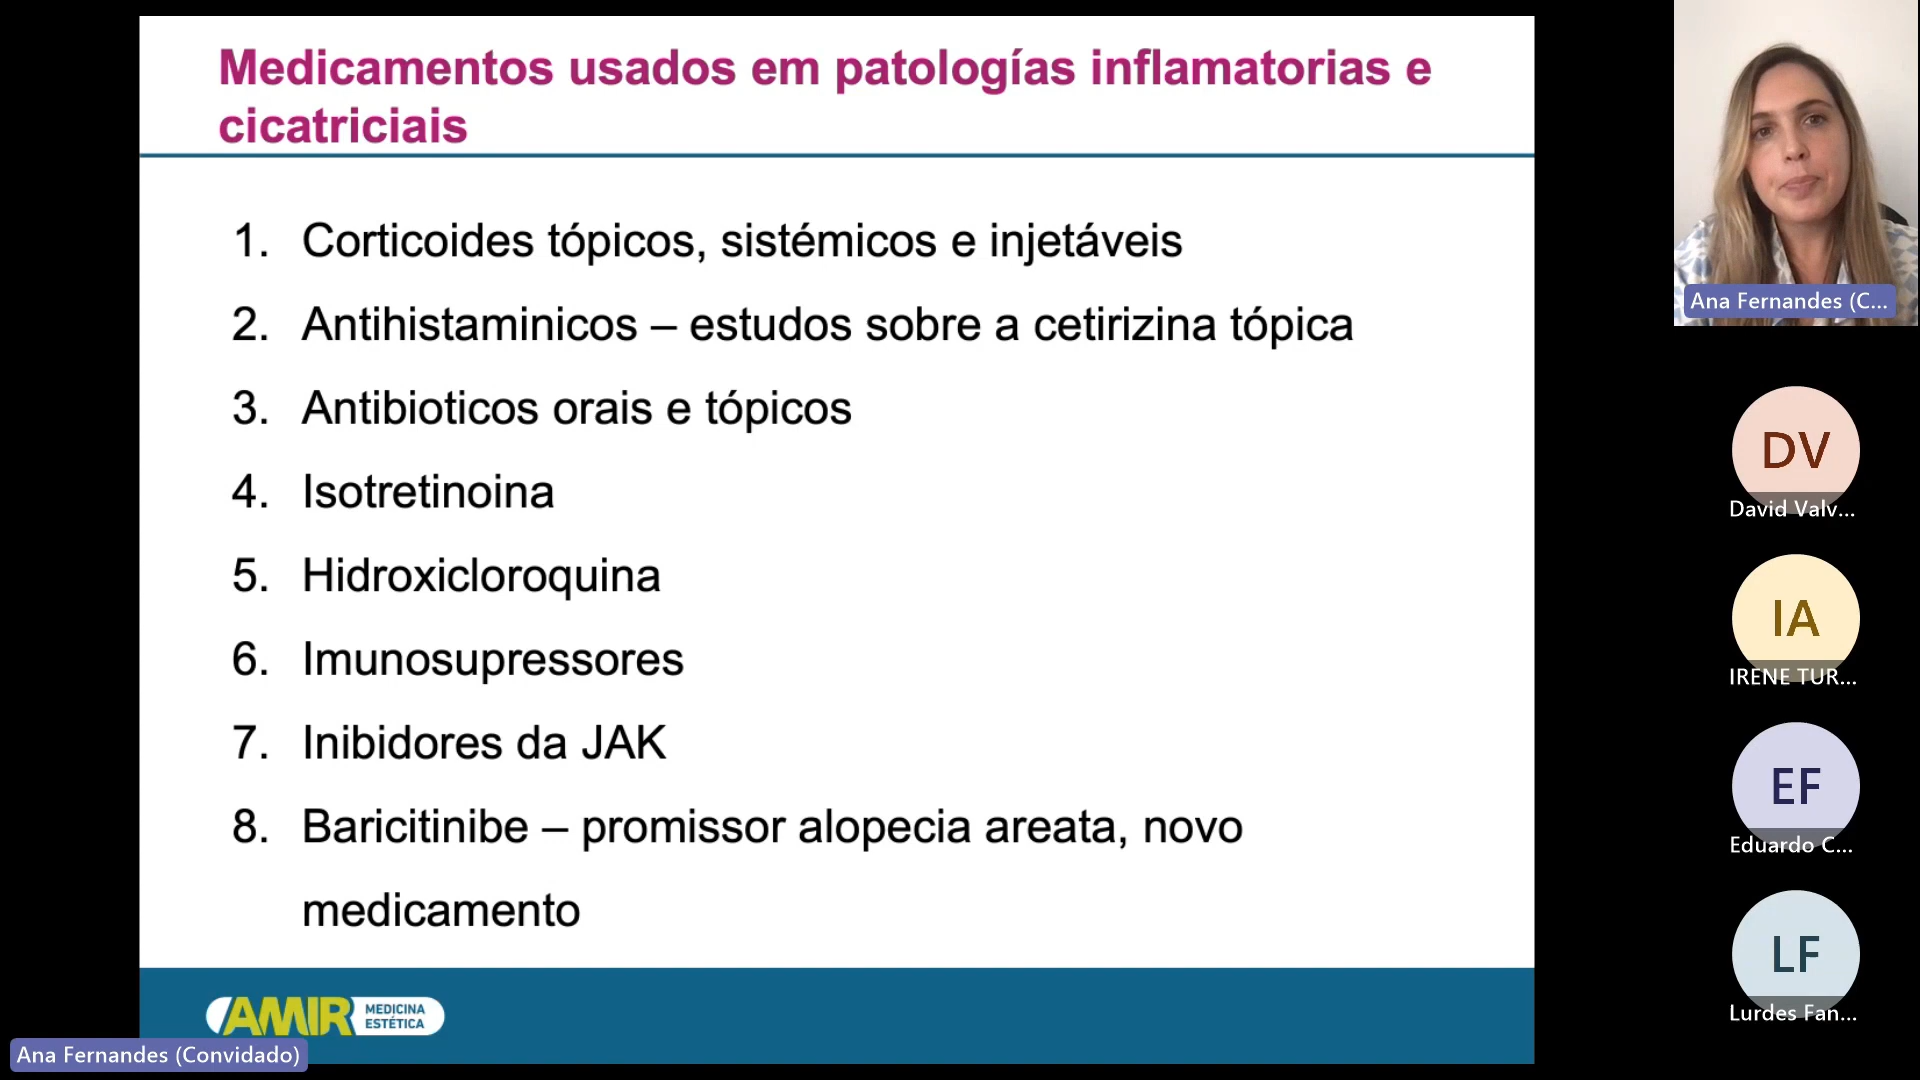 Medicamentos usados em patologías inflamatorias e
cicatriciais
1. Corticoides tópicos, sistémicos e injetáveis
2. Antihistaminicos – estudos sobre a cetirizina tópica
3. Antibioticos orais e tópicos
4. Isotretinoina
5. Hidroxicloroquina
6. Imunosupressores
7. Inibidores da JAK
8. Baricitinibe – promissor alopecia areata, novo
medicamento
AMIR MEDICINA
ESTÉTICA
Ana Fernandes (Convidado)
Ana Fernandes (C...
DV
David Valv...
IA
IRENE TUR...
EF
Eduardo C...
LF
Lurdes Fan...